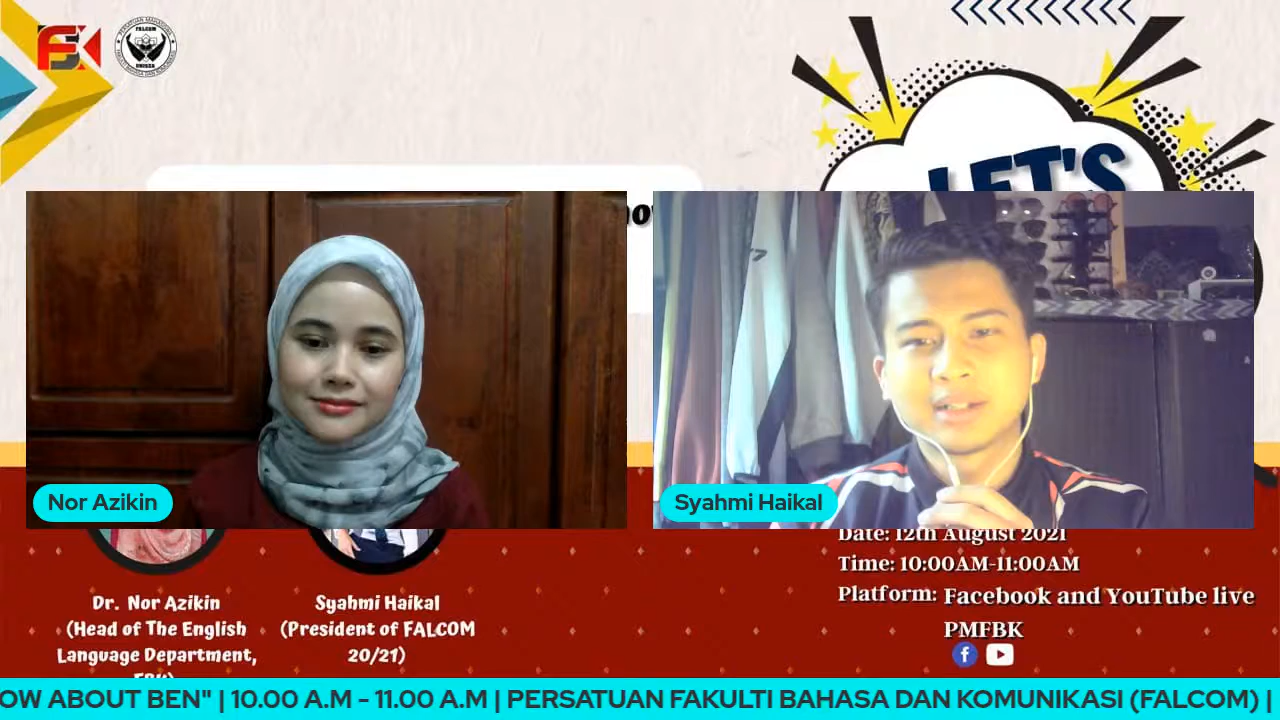 FALCOM
UNISZA
LET'S
Nor Azikin
Syahmi Haikal
Date: 12th August 2021
Time: 10:00AM-11:00AM
Platform: Facebook and YouTube live
PMFBK
Dr. Nor Azikin
(Head of The English
Language Department,
Syahmi Haikal
(President of FALCOM
20/21)
OW ABOUT BEN" | 10.00 A.M - 11.00 A.M | PERSATUAN FAKULTI BAHASA DAN KOMUNIKASI (FALCOM) |